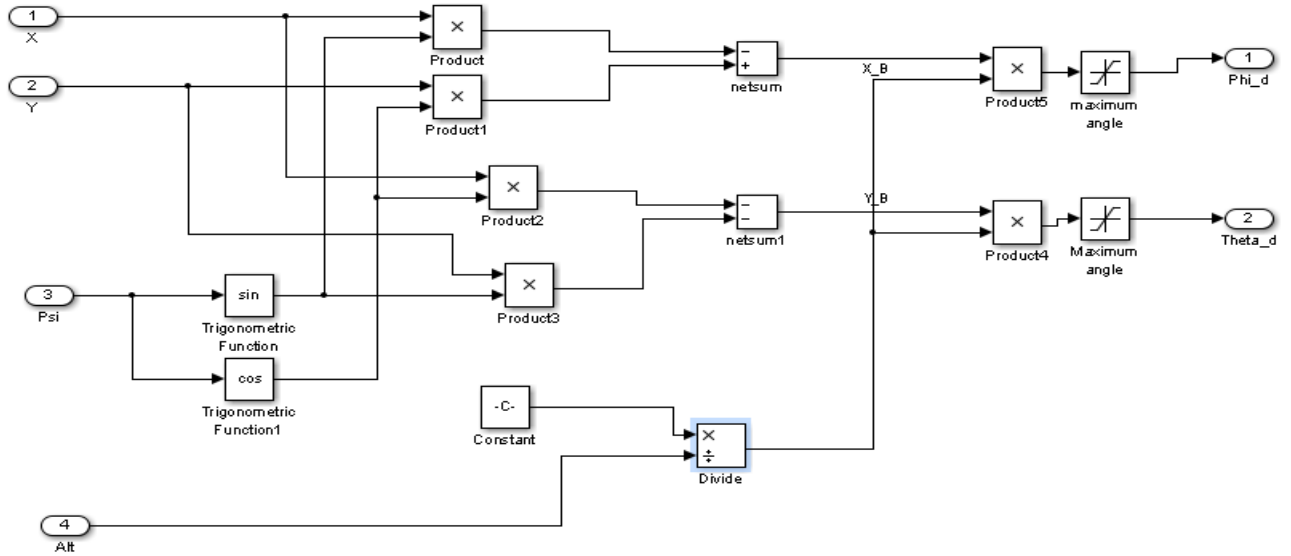 1
X
×
Product
−
+
netsum
X_B
×
Product5
maximum
angle
1
Phi_d
2
Y
×
Product1
×
Product2
−
−
netsum1
Y_B
×
Product4
Maximum
angle
2
Theta_d
3
Psi
sin
Trigonometric
Function
×
Product3
cos
Trigonometric
Function1
-C-
Constant
×
÷
Divide
4
Alt